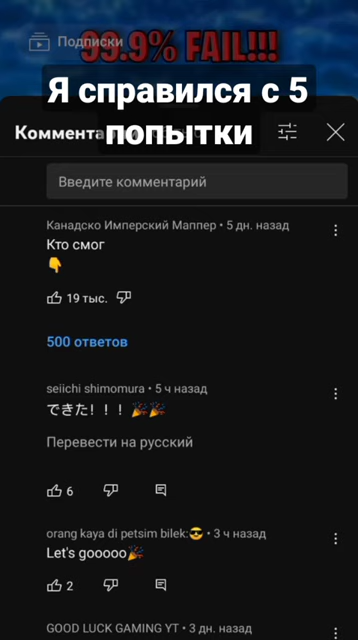 Подписки
99.9% FAIL!!!
Я справился с 5
попытки
Коммента
Введите комментарий
Канадско Имперский Маппер • 5 дн. назад
Кто смог
👇
19 тыс.
500 ответов
seiichi shimomura • 5 ч назад
できた！！！🎉🎉
Перевести на русский
6
orang kaya di petsim bilek:😎 • 3 ч назад
Let's gooooo🎉
2
GOOD LUCK GAMING YT • 3 дн. назад